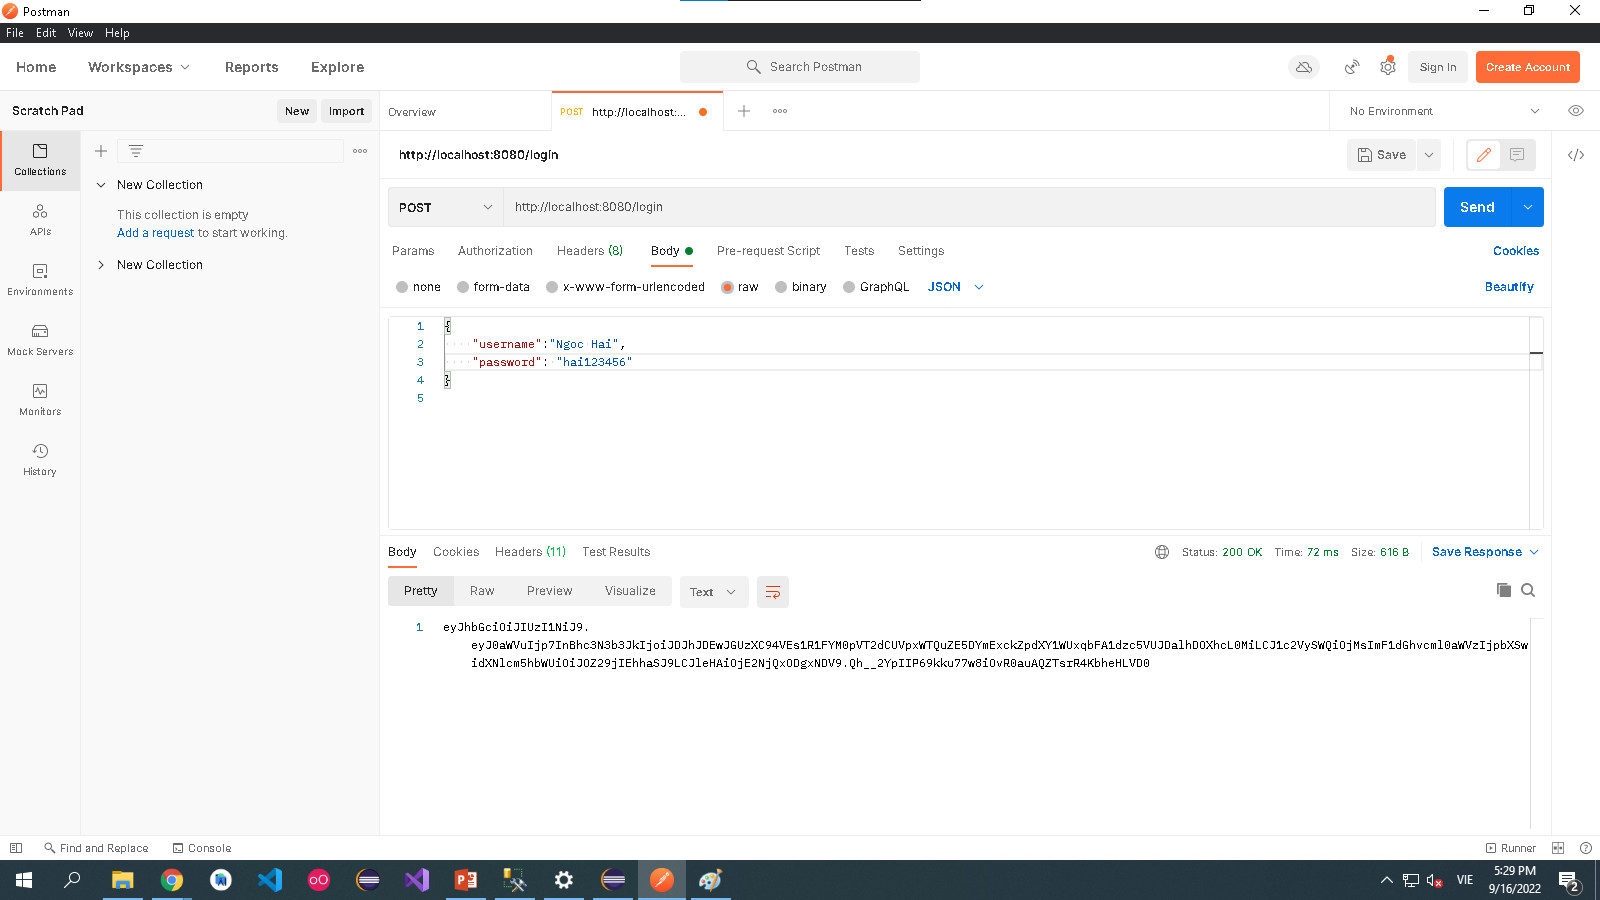 Postman
File Edit View Help
Home Workspaces Reports Explore Search Postman Sign In Create Account
Scratch Pad New Import Overview POST http://localhost:... No Environment
http://localhost:8080/login Save
Collections
New Collection
This collection is empty
Add a request to start working.
New Collection
APIs
Environments
Mock Servers
Monitors
History
POST http://localhost:8080/login Send
Params Authorization Headers (8) Body Pre-request Script Tests Settings Cookies
none form-data x-www-form-urlencoded raw binary GraphQL JSON Beautify
1 {
2 "username":"Ngoc Hai",
3 "password": "hai123456"
4 }
5
Body Cookies Headers (11) Test Results Status: 200 OK Time: 72 ms Size: 616 B Save Response
Pretty Raw Preview Visualize Text
1 eyJhbGciOiJIUzI1NiJ9.
Find and Replace Console Runner
VIE 5:29 PM
9/16/2022 2